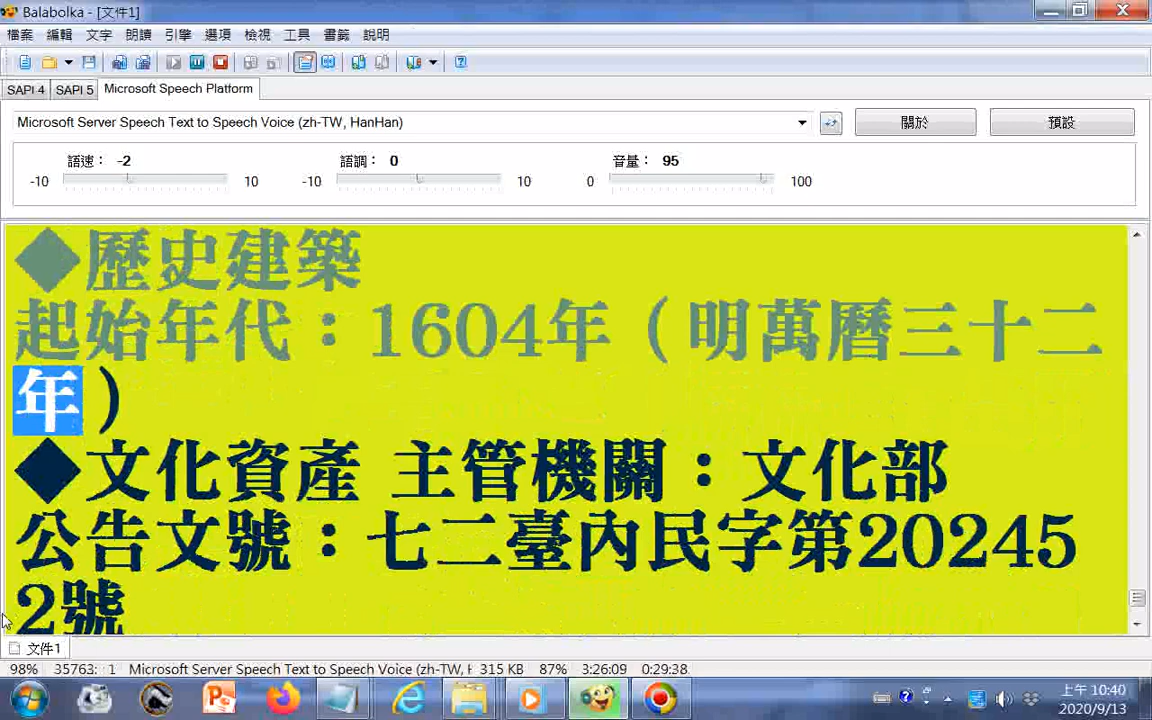 Balabolka - [文件1]
檔案 編輯 文字 朗讀 引擎 選項 檢視 工具 書籤 說明
SAPI 4 SAPI 5 Microsoft Speech Platform
Microsoft Server Speech Text to Speech Voice (zh-TW, HanHan) 關於 預設
語速： -2 語調： 0 音量： 95
-10 10 -10 10 0 100
◆歷史建築
起始年代：1604年（明萬曆三十二
年）
◆文化資產 主管機關：文化部
公告文號：七二臺內民字第20245
2號
文件1
98% 35763: 1 Microsoft Server Speech Text to Speech Voice (zh-TW, H 315 KB 87% 3:26:09 0:29:38
上午 10:40
2020/9/13